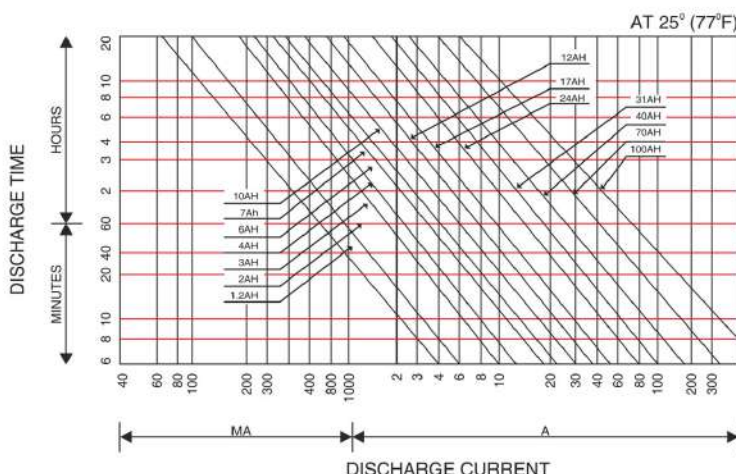 AT 25⁰ (77⁰F)
DISCHARGE TIME
HOURS
MINUTES
20
10
8
6
4
3
2
60
40
20
10
8
6
12AH
17AH
24AH
31AH
40AH
70AH
100AH
10AH
7Ah
6AH
4AH
3AH
2AH
1.2AH
40 60 80 100 200 300 400 600 800 1000 2 3 4 6 8 10 20 30 40 60 80 100 200 300
MA A
DISCHARGE CURRENT